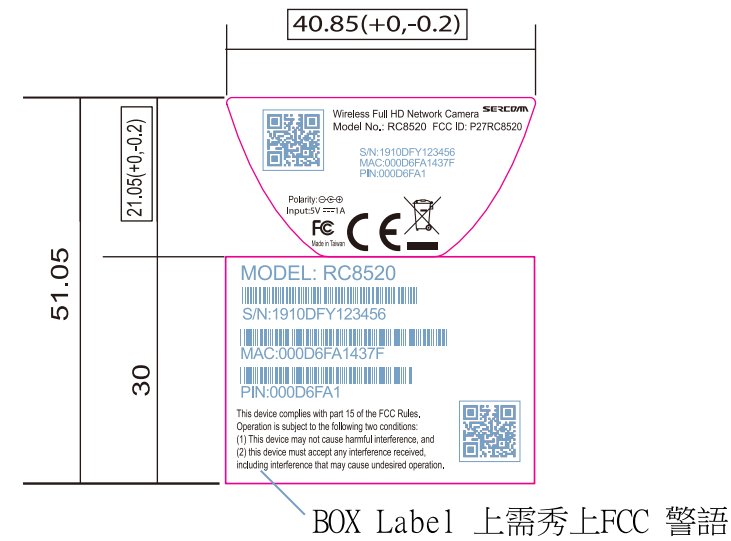 40.85(+0,-0.2)
51.05
21.05(+0,-0.2)
30
SERCOMM
Wireless Full HD Network Camera
Model No.: RC8520 FCC ID: P27RC8520
S/N:1910DFY123456
MAC:000D6FA1437F
PIN:000D6FA1
Polarity:
Input:5V 1A
FC
Made in Taiwan
CE
MODEL: RC8520
S/N:1910DFY123456
MAC:000D6FA1437F
PIN:000D6FA1
This device complies with part 15 of the FCC Rules.
Operation is subject to the following two conditions:
(1) This device may not cause harmful interference, and
(2) this device must accept any interference received,
including interference that may cause undesired operation.
BOX Label 上需秀上FCC 警語